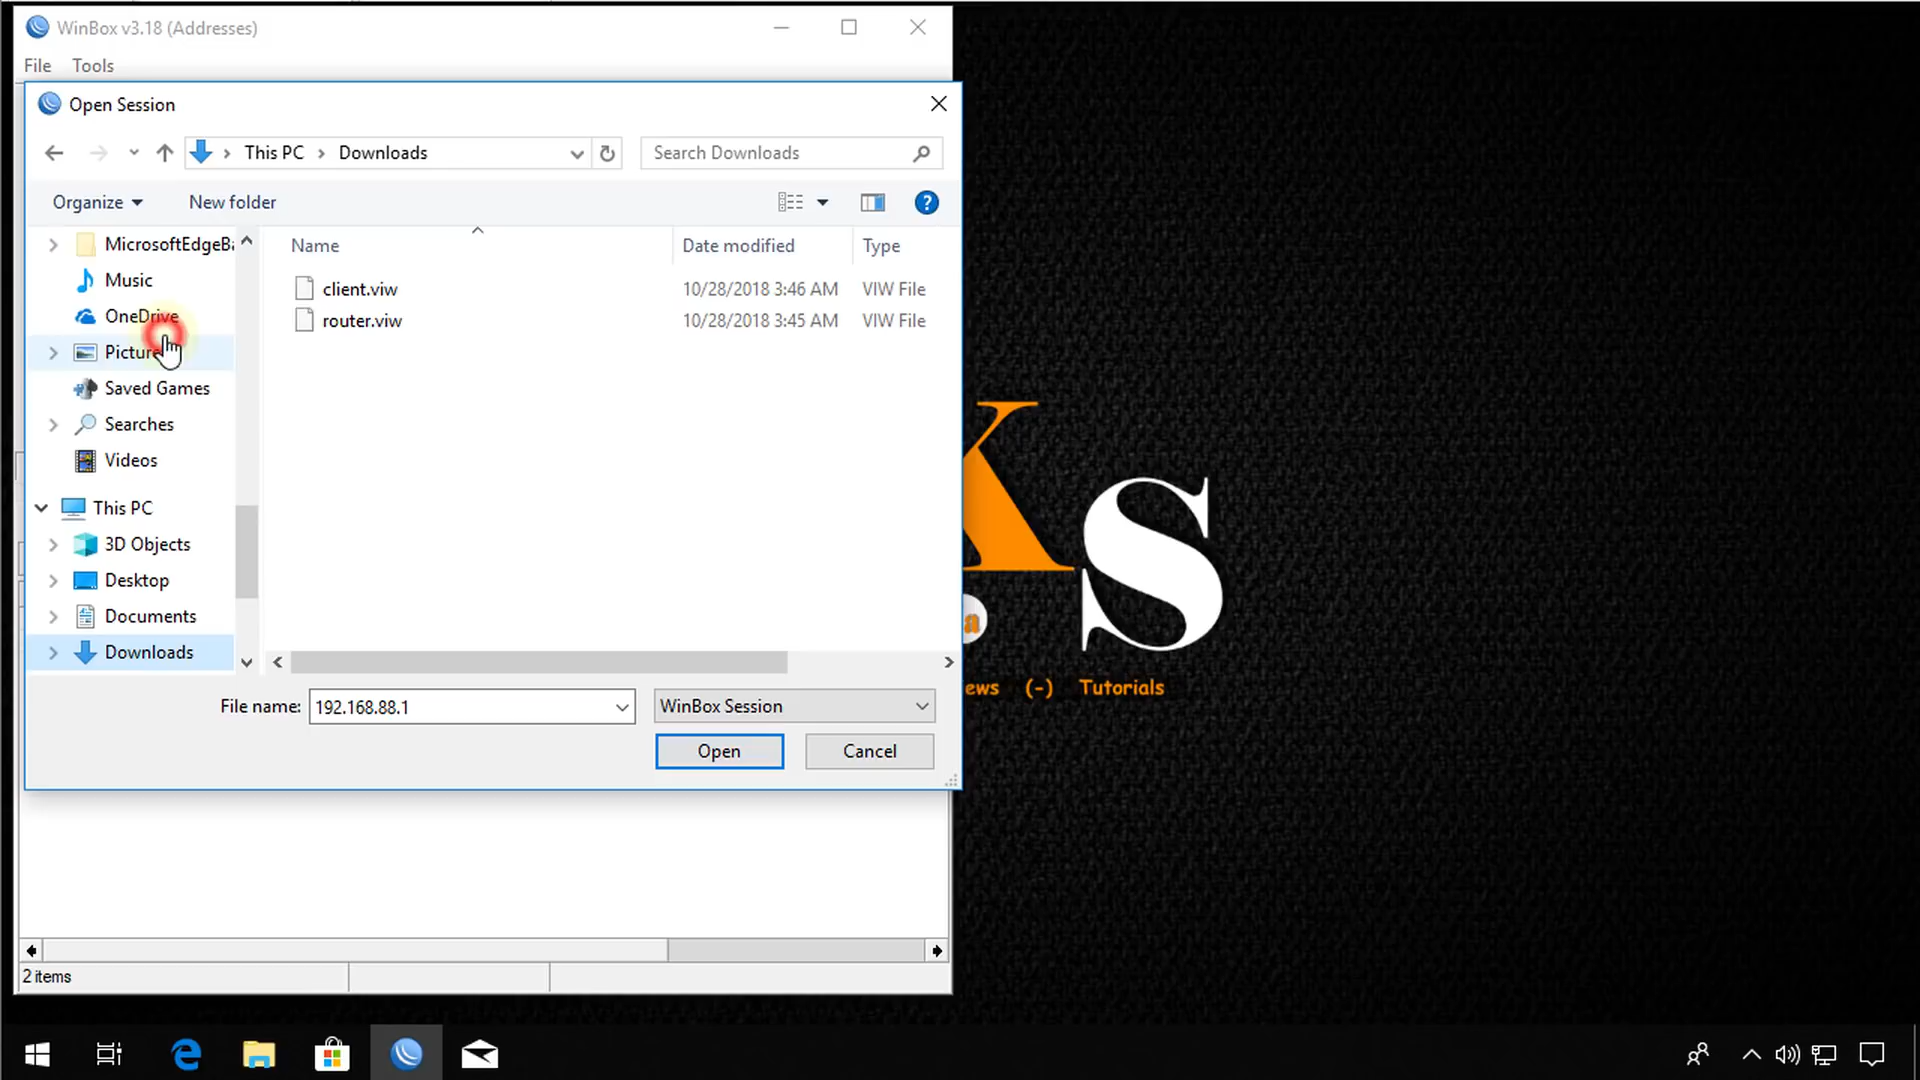 WinBox v3.18 (Addresses)
File Tools
Open Session
This PC Downloads
Search Downloads
Organize New folder
Name Date modified Type
MicrosoftEdgeBa
Music
OneDrive
Picture
Saved Games
Searches
Videos
This PC
3D Objects
Desktop
Documents
Downloads
client.viw 10/28/2018 3:46 AM VIW File
router.viw 10/28/2018 3:45 AM VIW File
File name: 192.168.88.1 WinBox Session
Open Cancel
2 items
X
S
a
ews (-) Tutorials